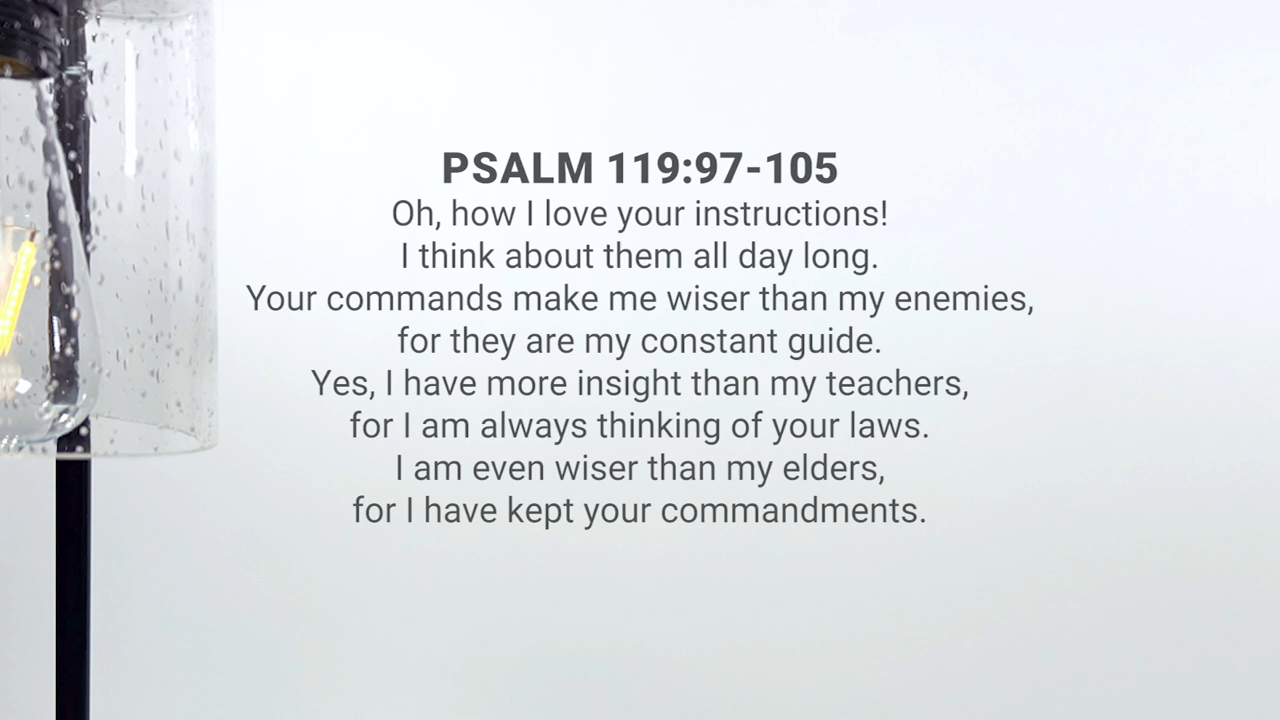 PSALM 119:97-105
Oh, how I love your instructions!
I think about them all day long.
Your commands make me wiser than my enemies,
for they are my constant guide.
Yes, I have more insight than my teachers,
for I am always thinking of your laws.
I am even wiser than my elders,
for I have kept your commandments.